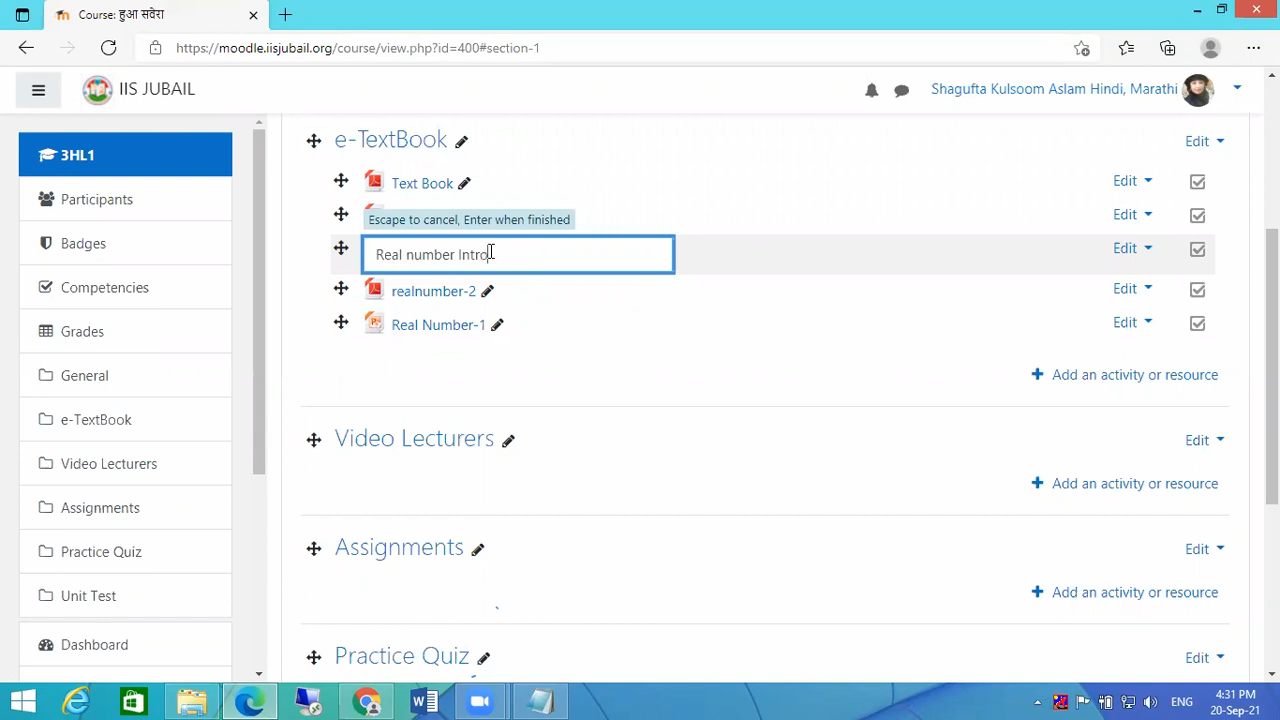 Course: हुआ सवेरा
https://moodle.iisjubail.org/course/view.php?id=400#section-1
IIS JUBAIL
Shagufta Kulsoom Aslam Hindi, Marathi
3HL1
Participants
Badges
Competencies
Grades
General
e-TextBook
Video Lecturers
Assignments
Practice Quiz
Unit Test
Dashboard
e-TextBook
Edit
Text Book
Edit
Escape to cancel, Enter when finished
Edit
Real number Intro
Edit
realnumber-2
Edit
Real Number-1
Edit
+ Add an activity or resource
Video Lecturers
Edit
+ Add an activity or resource
Assignments
Edit
+ Add an activity or resource
Practice Quiz
Edit
ENG
4:31 PM
20-Sep-21